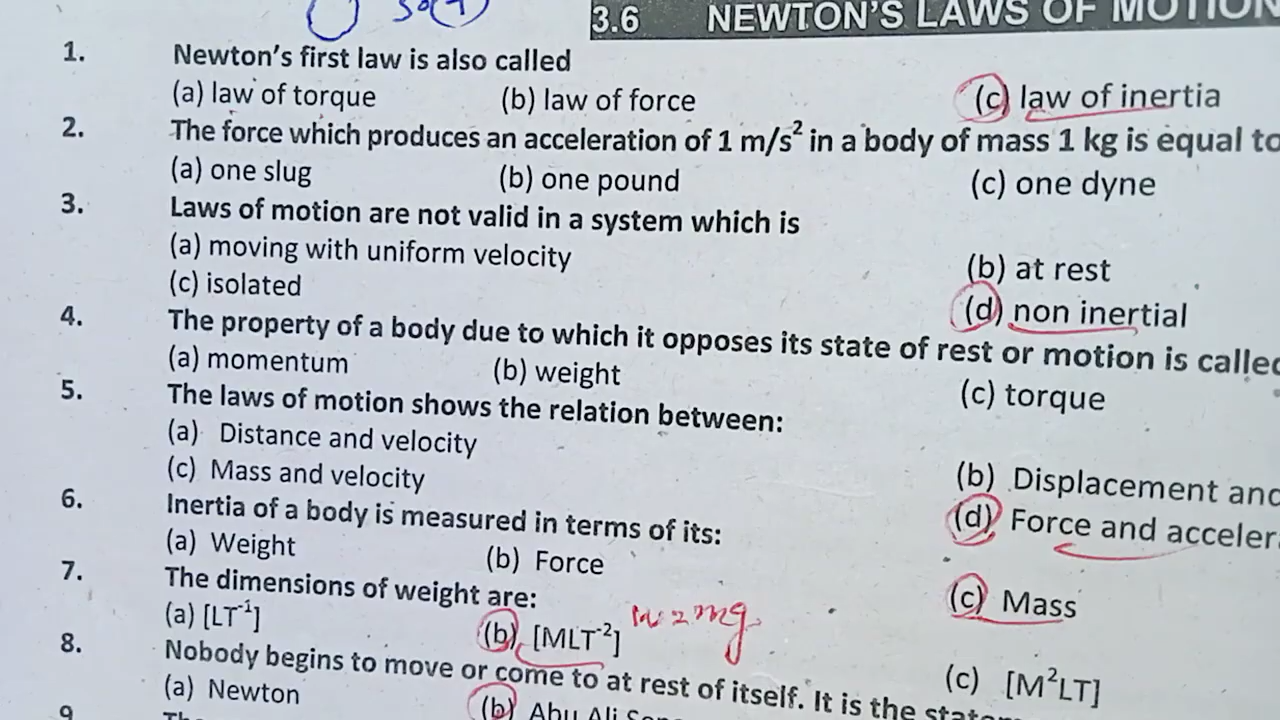 3.6 NEWTON'S LAWS OF MOTION
1. Newton's first law is also called
(a) law of torque (b) law of force (c) law of inertia
2. The force which produces an acceleration of 1 m/s² in a body of mass 1 kg is equal to
(a) one slug (b) one pound (c) one dyne
3. Laws of motion are not valid in a system which is
(a) moving with uniform velocity (b) at rest
(c) isolated (d) non inertial
4. The property of a body due to which it opposes its state of rest or motion is called
(a) momentum (b) weight (c) torque
5. The laws of motion shows the relation between:
(a) Distance and velocity (b) Displacement and
(c) Mass and velocity (d) Force and acceler
6. Inertia of a body is measured in terms of its:
(a) Weight (b) Force (c) Mass
7. The dimensions of weight are:
w=mg
(a) [LT⁻¹] (b) [MLT⁻²] (c) [M²LT]
8. Nobody begins to move or come to at rest of itself. It is the
(a) Newton (b) Abu Ali
9